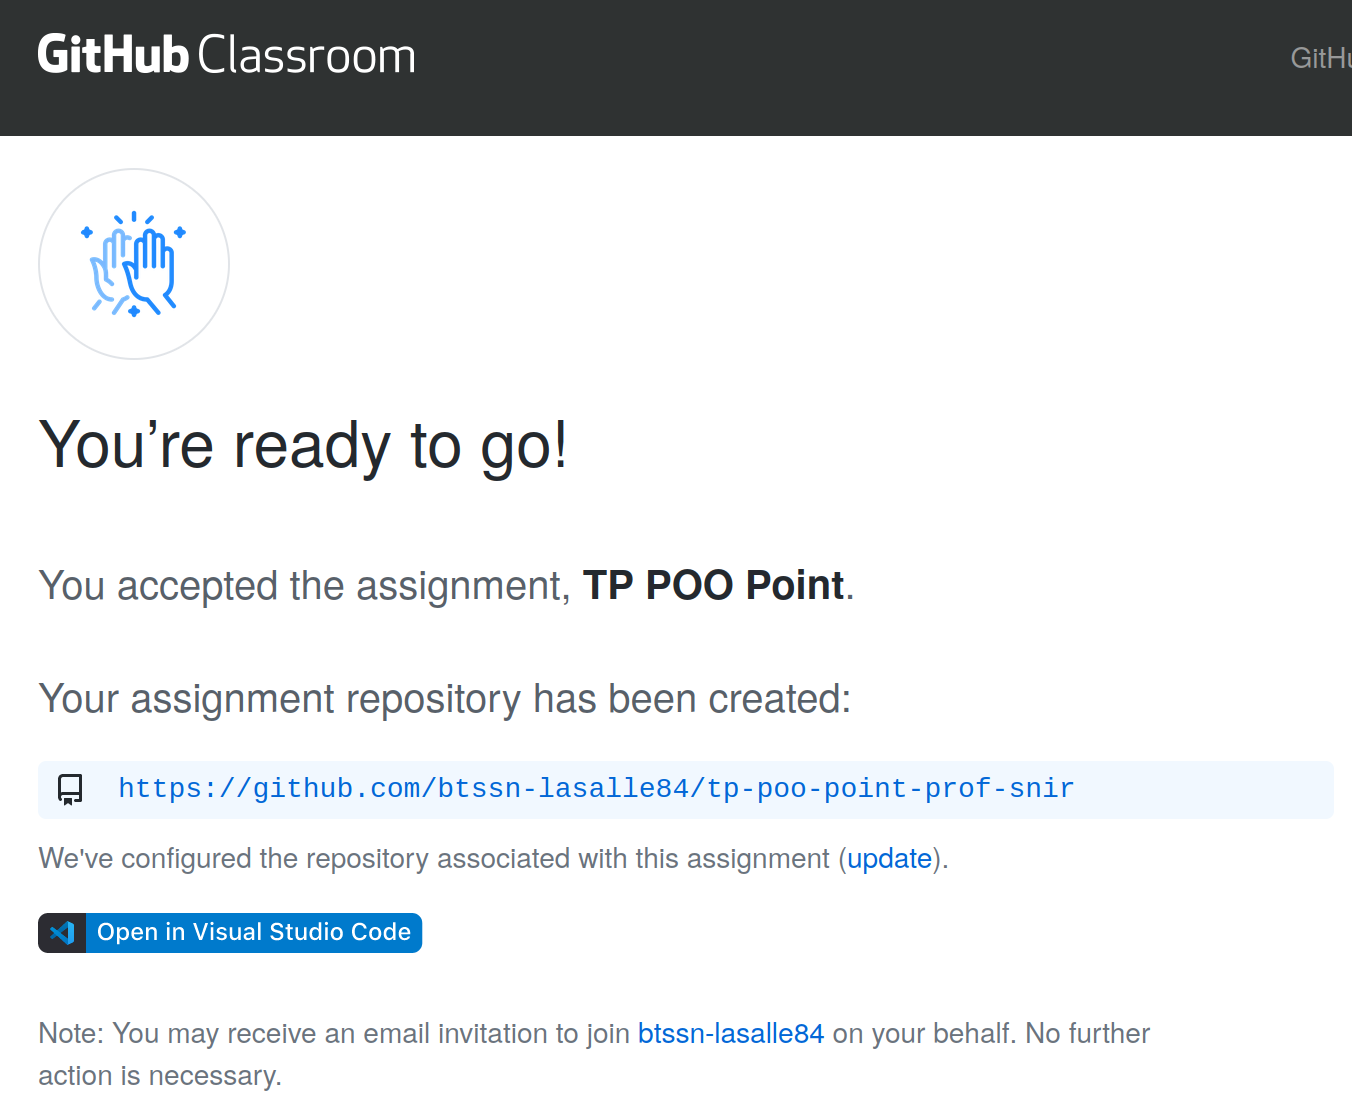 GitHub Classroom
GitHu
You’re ready to go!
You accepted the assignment, TP POO Point.
Your assignment repository has been created:
https://github.com/btssn-lasalle84/tp-poo-point-prof-snir
We've configured the repository associated with this assignment (update).
Open in Visual Studio Code
Note: You may receive an email invitation to join btssn-lasalle84 on your behalf. No further
action is necessary.